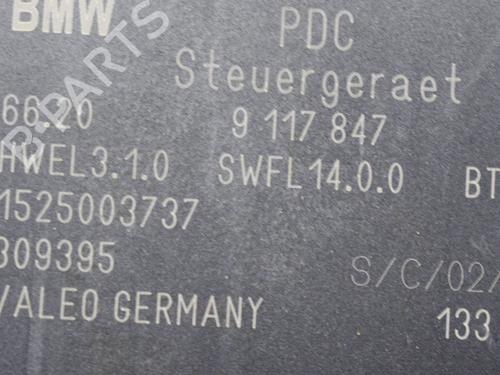 BMW PDC
Steuergeraet
66.20 9 117 847
HWEL3.1.0 SWFL14.0.0 BT
1525003737
309395 S/C/02/
VALEO GERMANY 133
B-PARTS